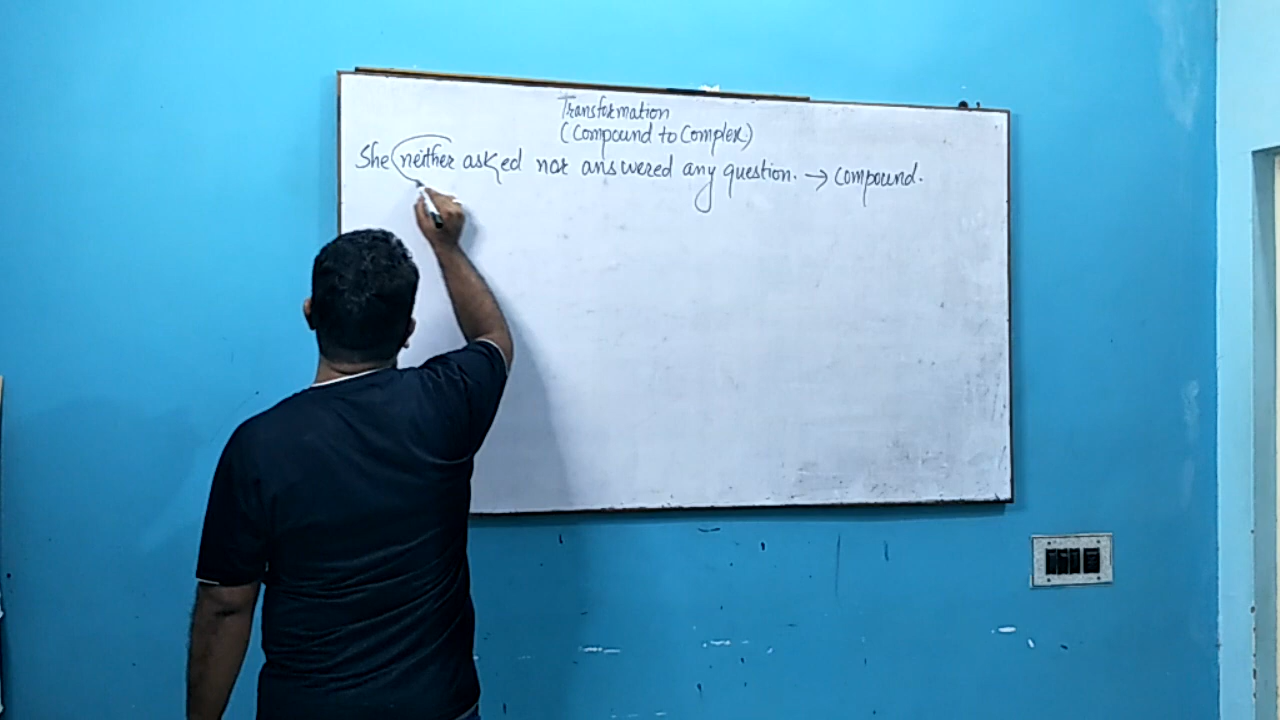 Transformation
(Compound to Complex)
She neither asked nor answered any question. → compound.